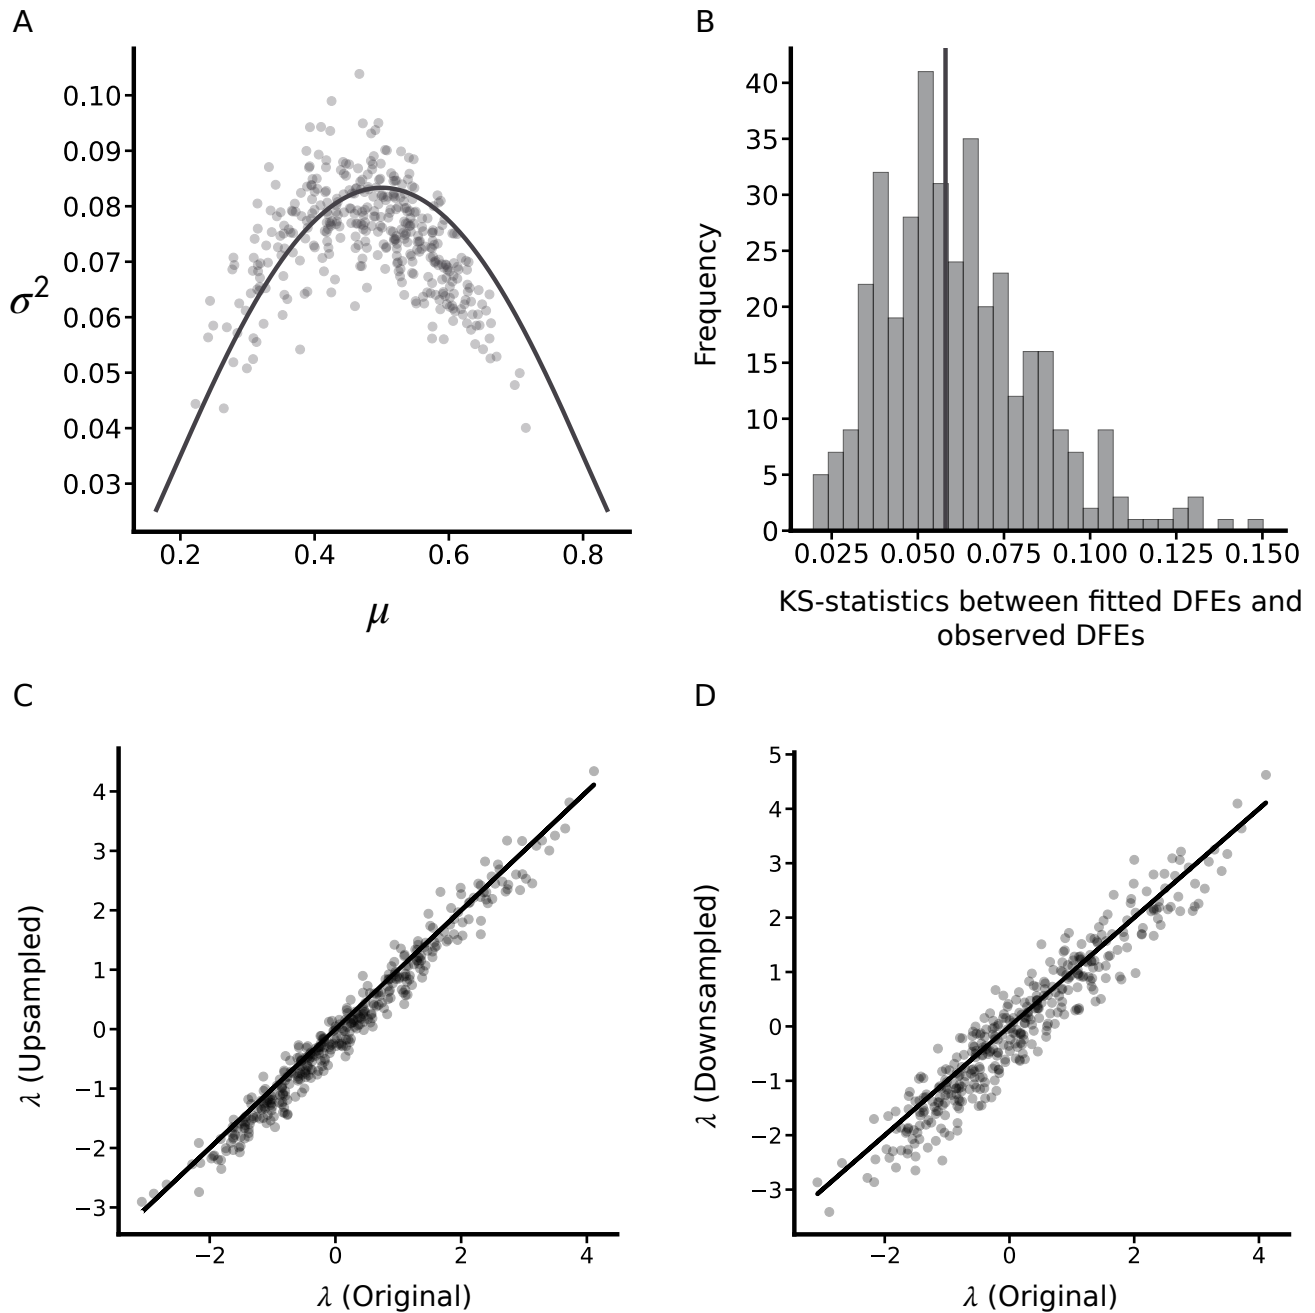 A
0.10
0.09
0.08
0.07
0.06
0.05
0.04
0.03
σ²
0.2 0.4 0.6 0.8
μ
B
40
35
30
25
20
15
10
5
0
Frequency
0.025 0.050 0.075 0.100 0.125 0.150
KS-statistics between fitted DFEs and
observed DFEs
C
4
3
2
1
0
−1
−2
−3
λ (Upsampled)
−2 0 2 4
λ (Original)
D
5
4
3
2
1
0
−1
−2
−3
λ (Downsampled)
−2 0 2 4
λ (Original)